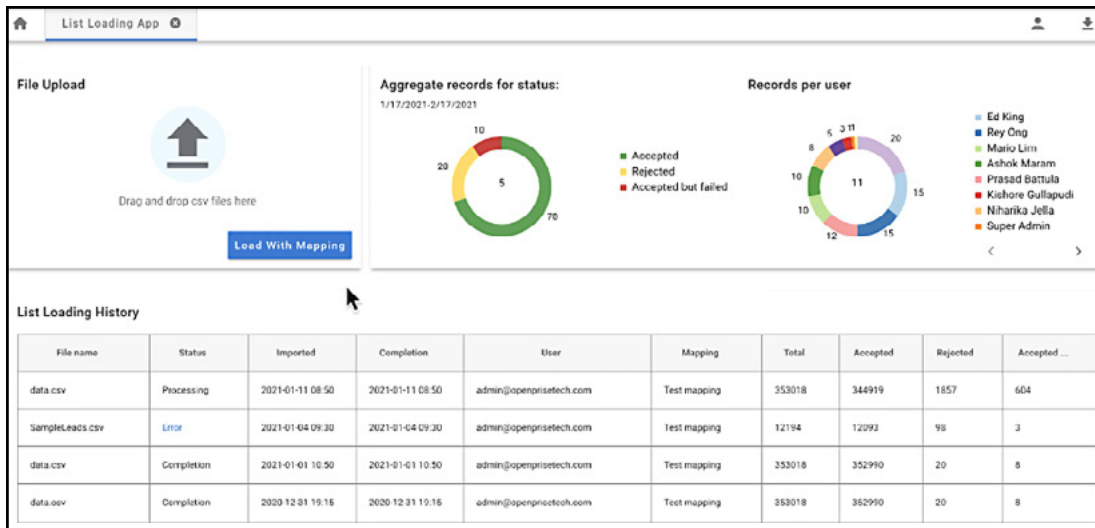 List Loading App
File Upload
Drag and drop csv files here
Load With Mapping
Aggregate records for status:
1/17/2021-2/17/2021
10
20
5
70
Accepted
Rejected
Accepted but failed
Records per user
20
15
15
12
10
10
8
5
3
1
1
11
Ed King
Rey Ong
Mario Lim
Ashok Maram
Prasad Battula
Kishore Gullapudi
Niharika Jella
Super Admin
< >
List Loading History
File name Status Imported Completion User Mapping Total Accepted Rejected Accepted ...
data.csv Processing 2021-01-11 08:50 2021-01-11 08:50 admin@openprisetech.com Test mapping 353018 344919 1857 604
SampleLeads.csv Error 2021-01-04 09:30 2021-01-04 09:30 admin@openprisetech.com Test mapping 12194 12093 98 3
data.csv Completion 2021-01-01 10:50 2021-01-01 10:50 admin@openprisetech.com Test mapping 353018 352990 20 8
data.csv Completion 2020-12-31 19:16 2020-12-31 19:16 admin@openprisetech.com Test mapping 353018 352990 20 8